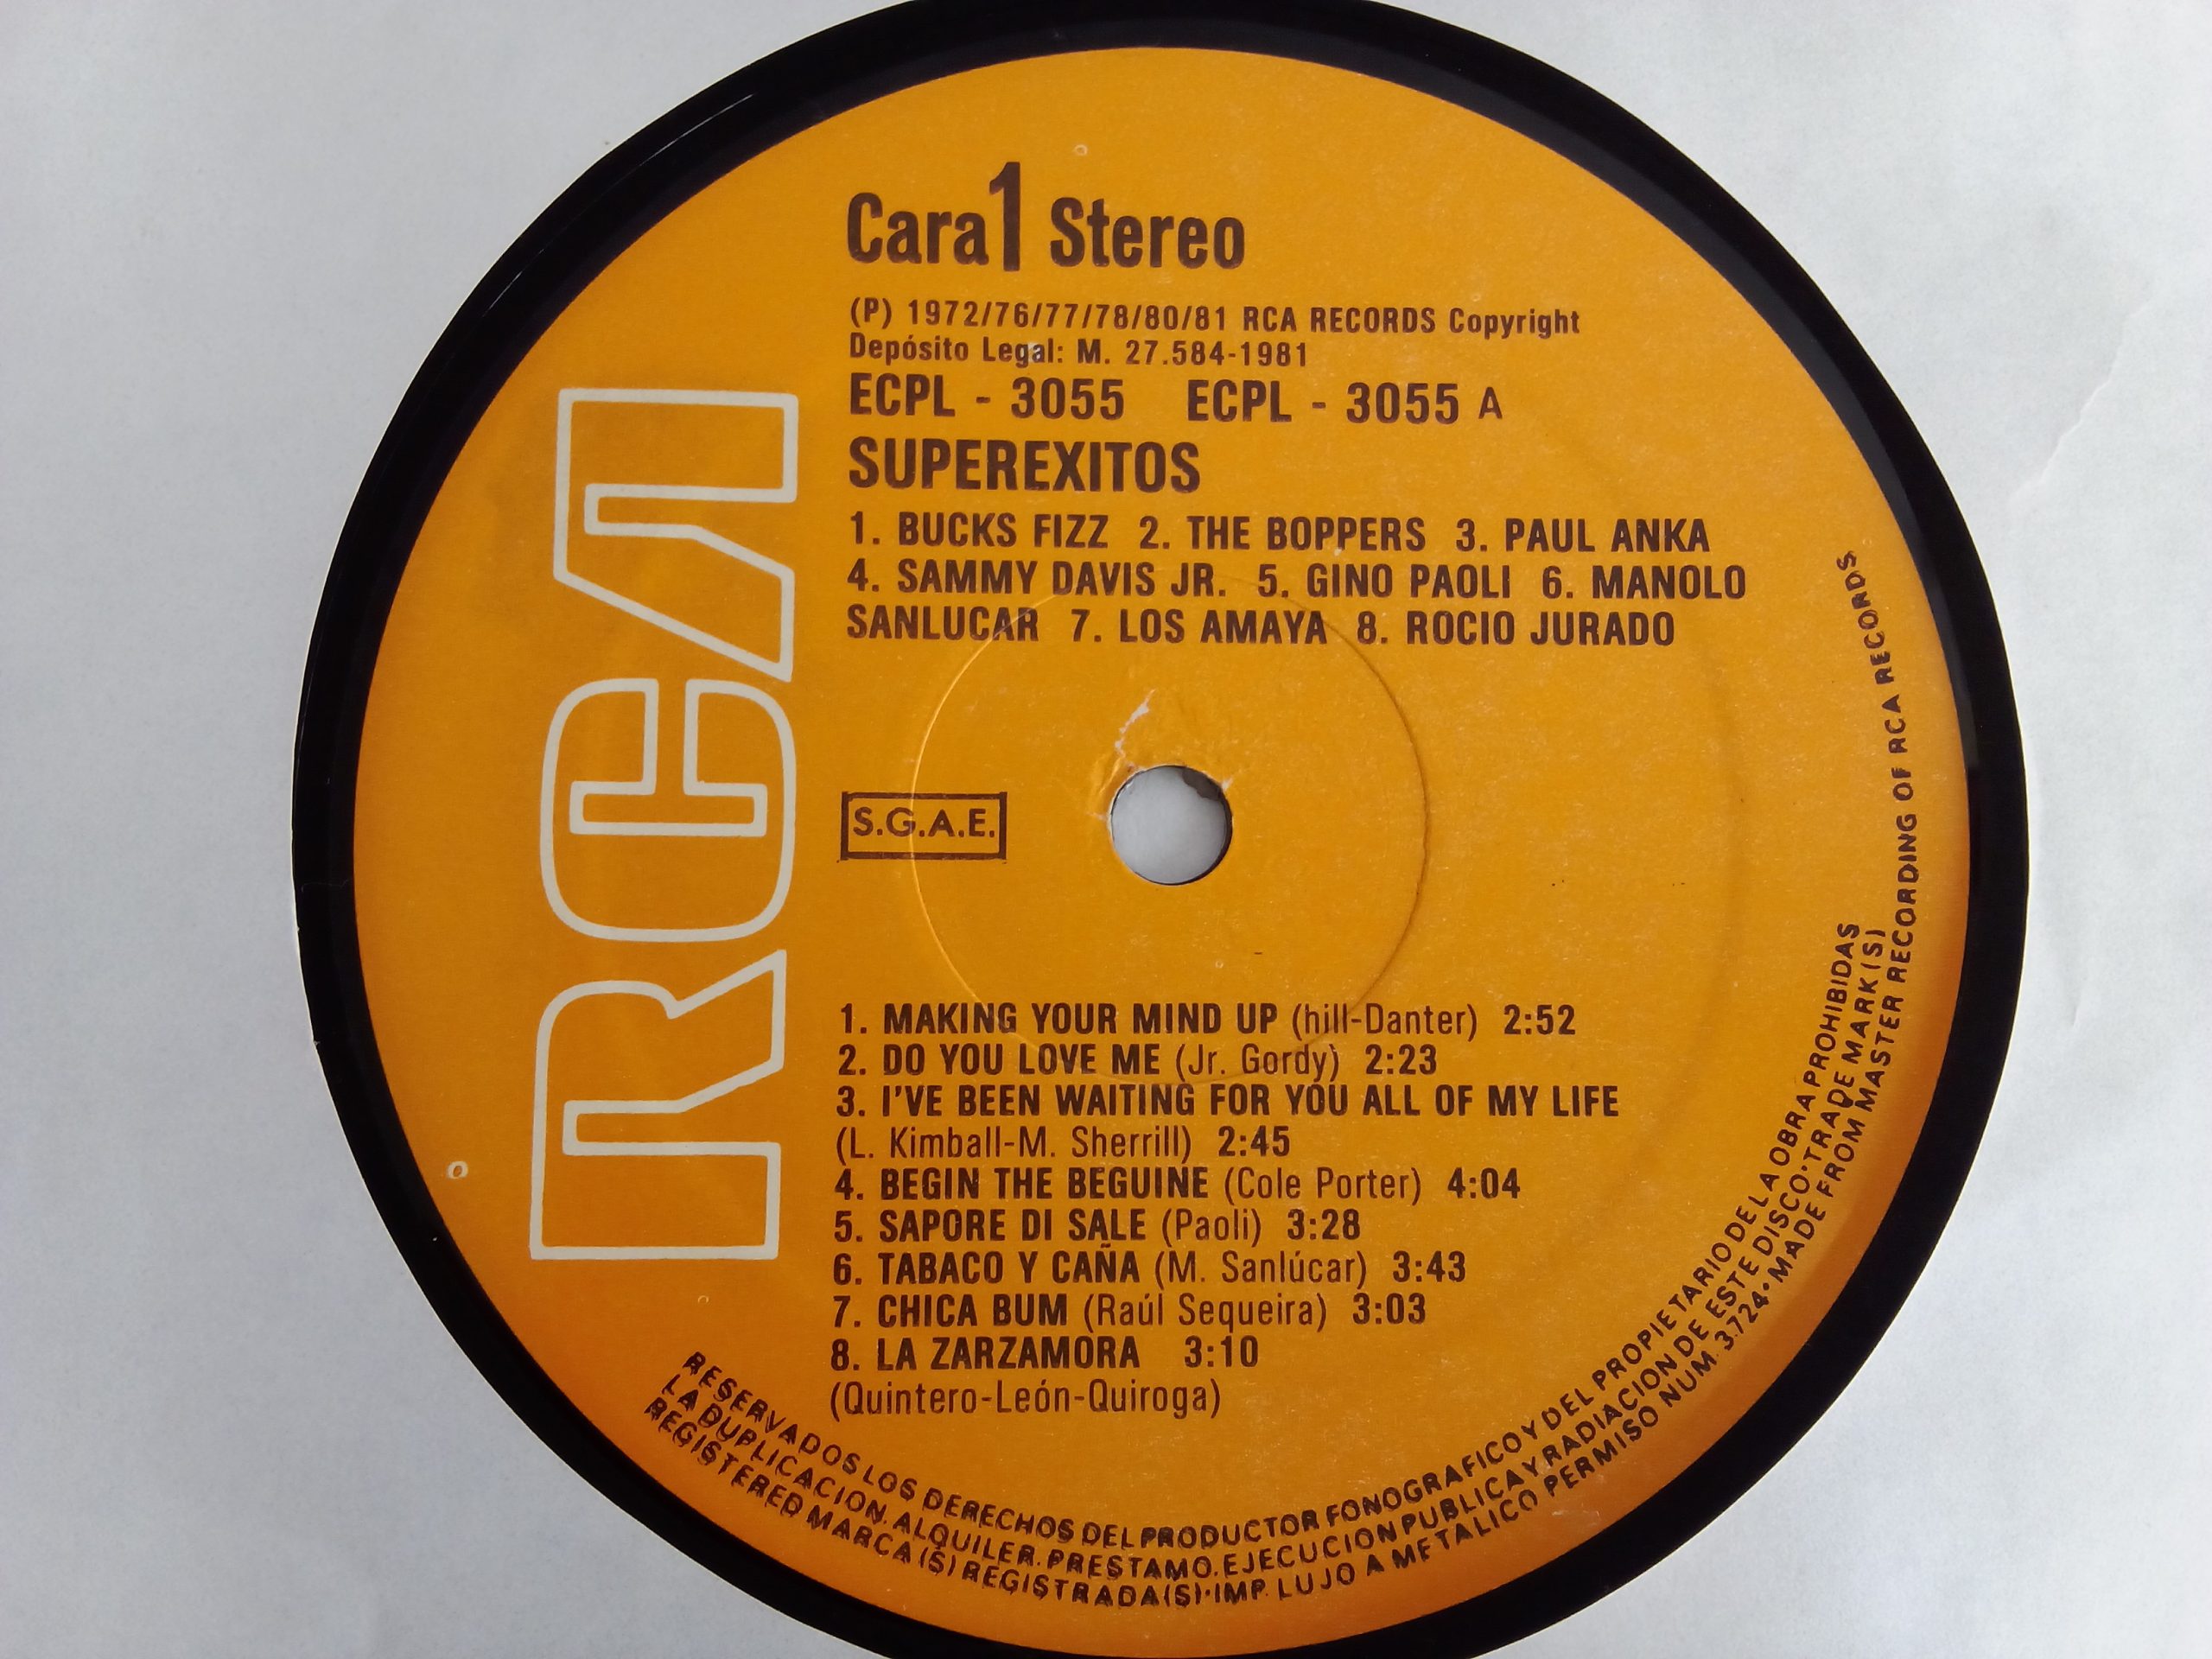 Cara 1 Stereo
(P) 1972/76/77/78/80/81 RCA RECORDS Copyright
Depósito Legal: M. 27.584-1981
ECPL - 3055 ECPL - 3055 A
SUPEREXITOS
1. BUCKS FIZZ 2. THE BOPPERS 3. PAUL ANKA
4. SAMMY DAVIS JR. 5. GINO PAOLI 6. MANOLO
SANLUCAR 7. LOS AMAYA 8. ROCIO JURADO
RCA
S.G.A.E.
1. MAKING YOUR MIND UP (hill-Danter) 2:52
2. DO YOU LOVE ME (Jr. Gordy) 2:23
3. I'VE BEEN WAITING FOR YOU ALL OF MY LIFE
(L. Kimball-M. Sherrill) 2:45
4. BEGIN THE BEGUINE (Cole Porter) 4:04
5. SAPORE DI SALE (Paoli) 3:28
6. TABACO Y CAÑA (M. Sanlúcar) 3:43
7. CHICA BUM (Raúl Sequeira) 3:03
8. LA ZARZAMORA 3:10
(Quintero-León-Quiroga)
RESERVADOS LOS DERECHOS DEL PRODUCTOR FONOGRAFICO Y DEL PROPIETARIO DE LA OBRA PROHIBIDAS
LA DUPLICACION. ALQUILER. PRESTAMO. EJECUCION PUBLICA Y RADIACION DE ESTE DISCO·TRADE MARK(S)
REGISTERED MARCA(S) REGISTRADA(S)·IMP. LUJO A METALICO PERMISO NUM. 3.724·MADE FROM MASTER RECORDING OF RCA RECORDS